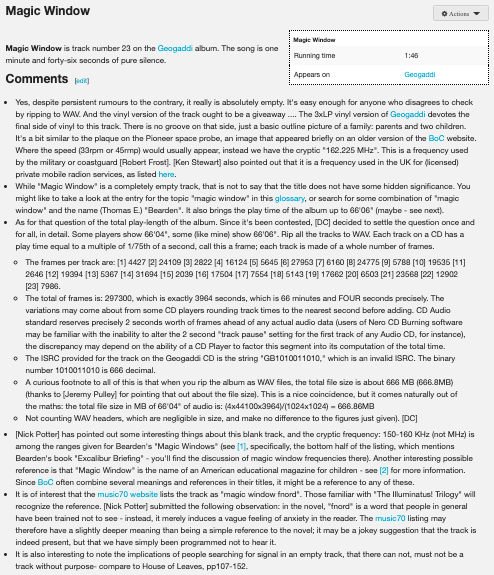 Magic Window
Actions
Magic Window is track number 23 on the Geogaddi album. The song is one
minute and forty-six seconds of pure silence.
Magic Window
Running time 1:46
Appears on Geogaddi
Comments [edit]
Yes, despite persistent rumours to the contrary, it really is absolutely empty. It's easy enough for anyone who disagrees to check
by ripping to WAV. And the vinyl version of the track ought to be a giveaway .... The 3xLP vinyl version of Geogaddi devotes the
final side of vinyl to this track. There is no groove on that side, just a basic outline picture of a family: parents and two children.
It's a bit similar to the plaque on the Pioneer space probe, an image that appeared briefly on an older version of the BoC website.
Where the speed (33rpm or 45rmp) would usually appear, instead we have the cryptic "162.225 MHz". This is a frequency used
by the military or coastguard [Robert Frost]. [Ken Stewart] also pointed out that it is a frequency used in the UK for (licensed)
private mobile radion services, as listed here.
While "Magic Window" is a completely empty track, that is not to say that the title does not have some hidden significance. You
might like to take a look at the entry for the topic "magic window" in this glossary, or search for some combination of "magic
window" and the name (Thomas E.) "Bearden". It also brings the play time of the album up to 66'06" (maybe - see next).
As for that question of the total play-length of the album. Since it's been contested, [DC] decided to settle the question once and
for all, in detail. Some players show 66'04", some (like mine) show 66'06". Rip all the tracks to WAV. Each track on a CD has a
play time equal to a multiple of 1/75th of a second, call this a frame; each track is made of a whole number of frames.
The frames per track are: [1] 4427 [2] 24109 [3] 2822 [4] 16124 [5] 5645 [6] 27953 [7] 6160 [8] 24775 [9] 5788 [10] 19535 [11]
2646 [12] 19394 [13] 5367 [14] 31694 [15] 2039 [16] 17504 [17] 7554 [18] 5143 [19] 17662 [20] 6503 [21] 23568 [22] 12902
[23] 7986.
The total of frames is: 297300, which is exactly 3964 seconds, which is 66 minutes and FOUR seconds precisely. The
variations may come about from some CD players rounding track times to the nearest second before adding. CD Audio
standard reserves precisely 2 seconds worth of frames ahead of any actual audio data (users of Nero CD Burning software
may be familiar with the inability to alter the 2 second "track pause" setting for the first track of any Audio CD, for instance),
the discrepancy may depend on the ability of a CD Player to factor this segment into its computation of the total time.
The ISRC provided for the track on the Geogaddi CD is the string "GB1010011010," which is an invalid ISRC. The binary
number 1010011010 is 666 decimal.
A curious footnote to all of this is that when you rip the album as WAV files, the total file size is about 666 MB (666.8MB)
(thanks to [Jeremy Pulley] for pointing that out about the file size). This is a nice coincidence, but it comes naturally out of
the maths: the total file size in MB of 66'04" of audio is: (4x44100x3964)/(1024x1024) = 666.86MB
Not counting WAV headers, which are negligible in size, and make no difference to the figures just given). [DC]
[Nick Potter] has pointed out some interesting things about this blank track, and the cryptic frequency: 150-160 KHz (not MHz) is
among the ranges given for Bearden's "Magic Windows" (see [1], specifically, the bottom half of the listing, which mentions
Bearden's book "Excalibur Briefing" - you'll find the discussion of magic window frequencies there). Another interesting possible
reference is that "Magic Window" is the name of an American educational magazine for children - see [2] for more information.
Since BoC often combine several meanings and references in their titles, it might be a reference to any of these.
It is of interest that the music70 website lists the track as "magic window fnord". Those familiar with "The Illuminatus! Trilogy" will
recognize the reference. [Nick Potter] submitted the following observation: in the novel, "fnord" is a word that people in general
have been trained not to see - instead, it merely induces a vague feeling of anxiety in the reader. The music70 listing may
therefore have a slightly deeper meaning than being a simple reference to the novel; it may be a jokey suggestion that the track is
indeed present, but that we have simply been programmed not to hear it.
It is also interesting to note the implications of people searching for signal in an empty track, that there can not, must not be a
track without purpose- compare to House of Leaves, pp107-152.